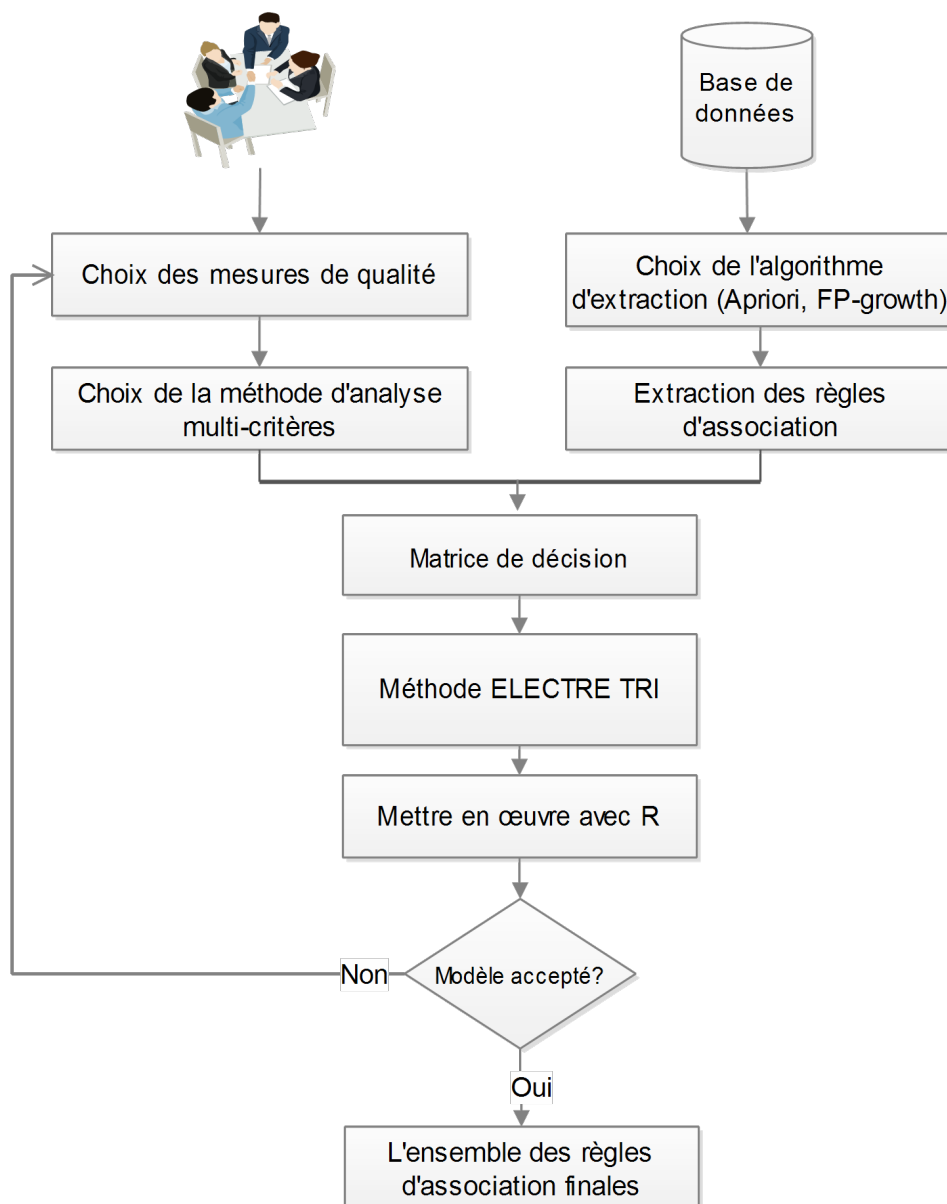 Base de
données
Choix des mesures de qualité
Choix de l'algorithme
d'extraction (Apriori, FP-growth)
Choix de la méthode d'analyse
multi-critères
Extraction des règles
d'association
Matrice de décision
Méthode ELECTRE TRI
Mettre en œuvre avec R
Modèle accepté?
Non
Oui
L'ensemble des règles
d'association finales